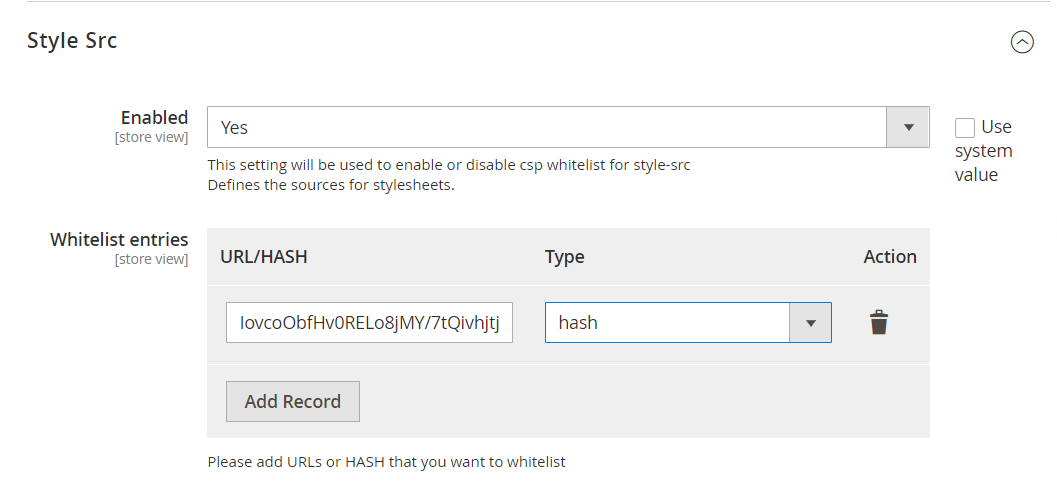 Style Src
Enabled
[store view]
Yes
Use
system
value
This setting will be used to enable or disable csp whitelist for style-src
Defines the sources for stylesheets.
Whitelist entries
[store view]
URL/HASH Type Action
IovcoObfHv0RELo8jMY/7tQivhjtj hash
Add Record
Please add URLs or HASH that you want to whitelist